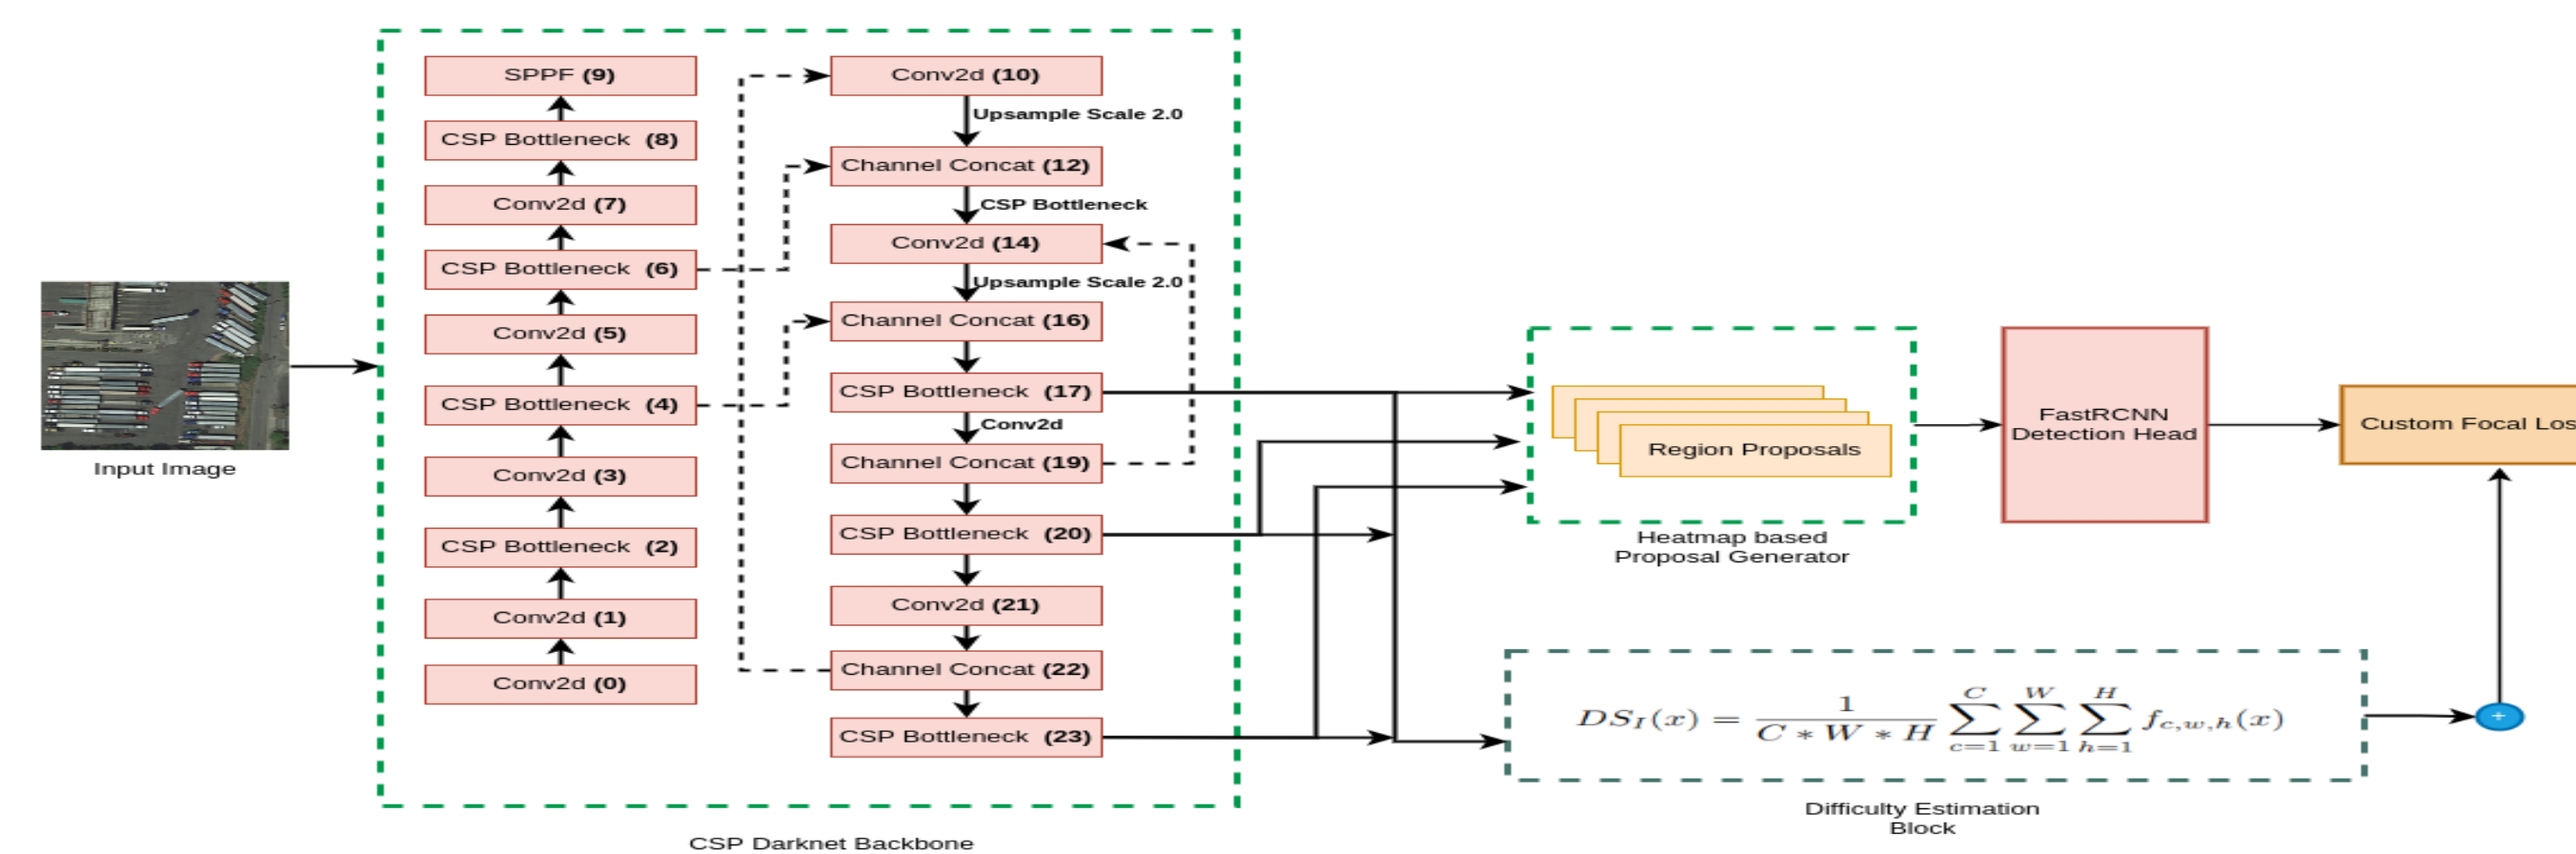 SPPF (9)
CSP Bottleneck (8)
Conv2d (7)
CSP Bottleneck (6)
Conv2d (5)
CSP Bottleneck (4)
Conv2d (3)
CSP Bottleneck (2)
Conv2d (1)
Conv2d (0)
Conv2d (10)
Upsample Scale 2.0
Channel Concat (12)
CSP Bottleneck
Conv2d (14)
Upsample Scale 2.0
Channel Concat (16)
CSP Bottleneck (17)
Conv2d
Channel Concat (19)
CSP Bottleneck (20)
Conv2d (21)
Channel Concat (22)
CSP Bottleneck (23)
Input Image
CSP Darknet Backbone
Region Proposals
Heatmap based
Proposal Generator
FastRCNN
Detection Head
Custom Focal Los
DS_I(x) = \frac{1}{C * W * H} \sum_{c=1}^{C} \sum_{w=1}^{W} \sum_{h=1}^{H} f_{c,w,h}(x)
+
Difficulty Estimation
Block